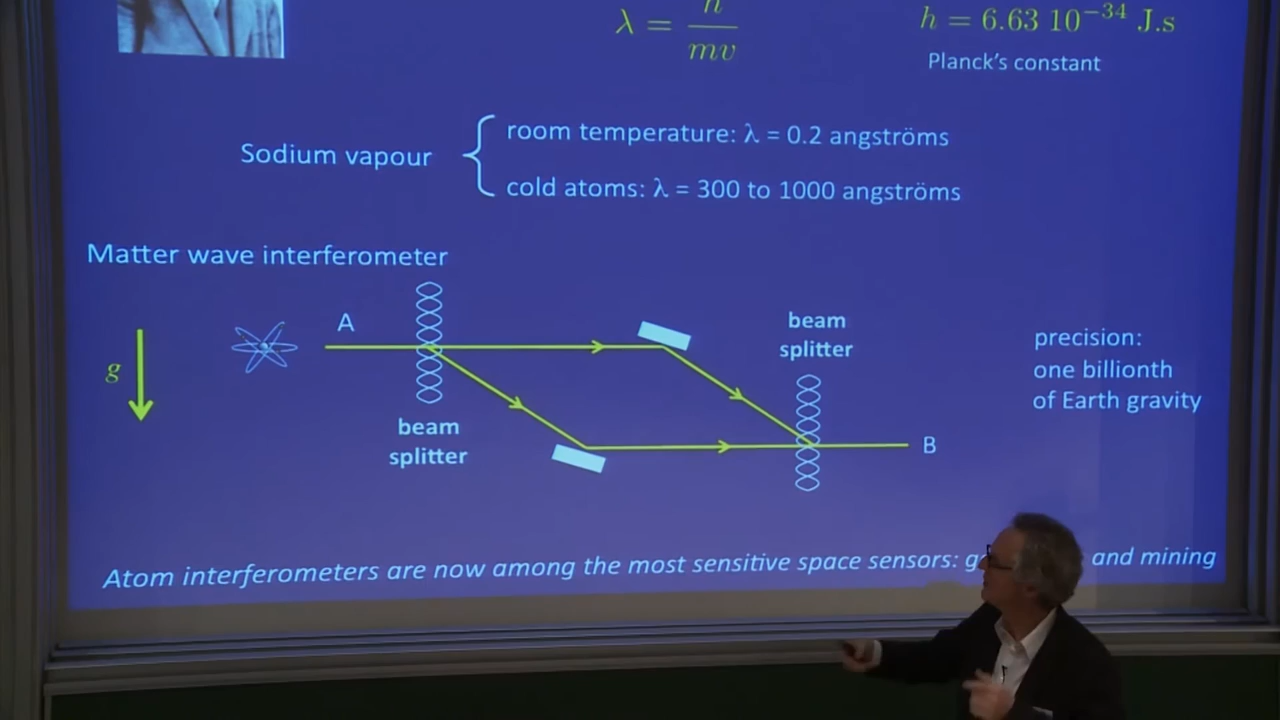 λ = h/mv
h = 6.63 10⁻³⁴ J.s
Planck's constant
Sodium vapour
room temperature: λ = 0.2 angströms
cold atoms: λ = 300 to 1000 angströms
Matter wave interferometer
g
A
beam
splitter
beam
splitter
B
precision:
one billionth
of Earth gravity
Atom interferometers are now among the most sensitive space sensors: and mining